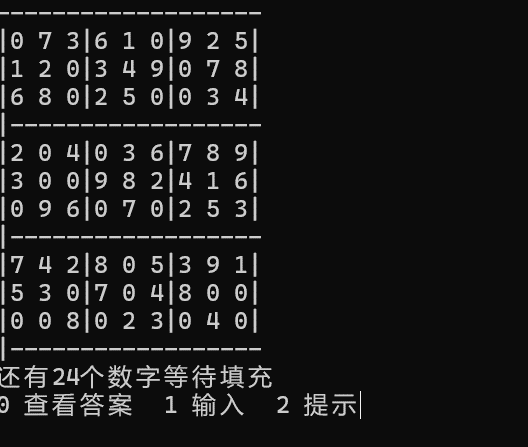 ------------------
|0 7 3|6 1 0|9 2 5|
|1 2 0|3 4 9|0 7 8|
|6 8 0|2 5 0|0 3 4|
|------------------
|2 0 4|0 3 6|7 8 9|
|3 0 0|9 8 2|4 1 6|
|0 9 6|0 7 0|2 5 3|
|------------------
|7 4 2|8 0 5|3 9 1|
|5 3 0|7 0 4|8 0 0|
|0 0 8|0 2 3|0 4 0|
|------------------
还有24个数字等待填充
0 查看答案  1 输入  2 提示